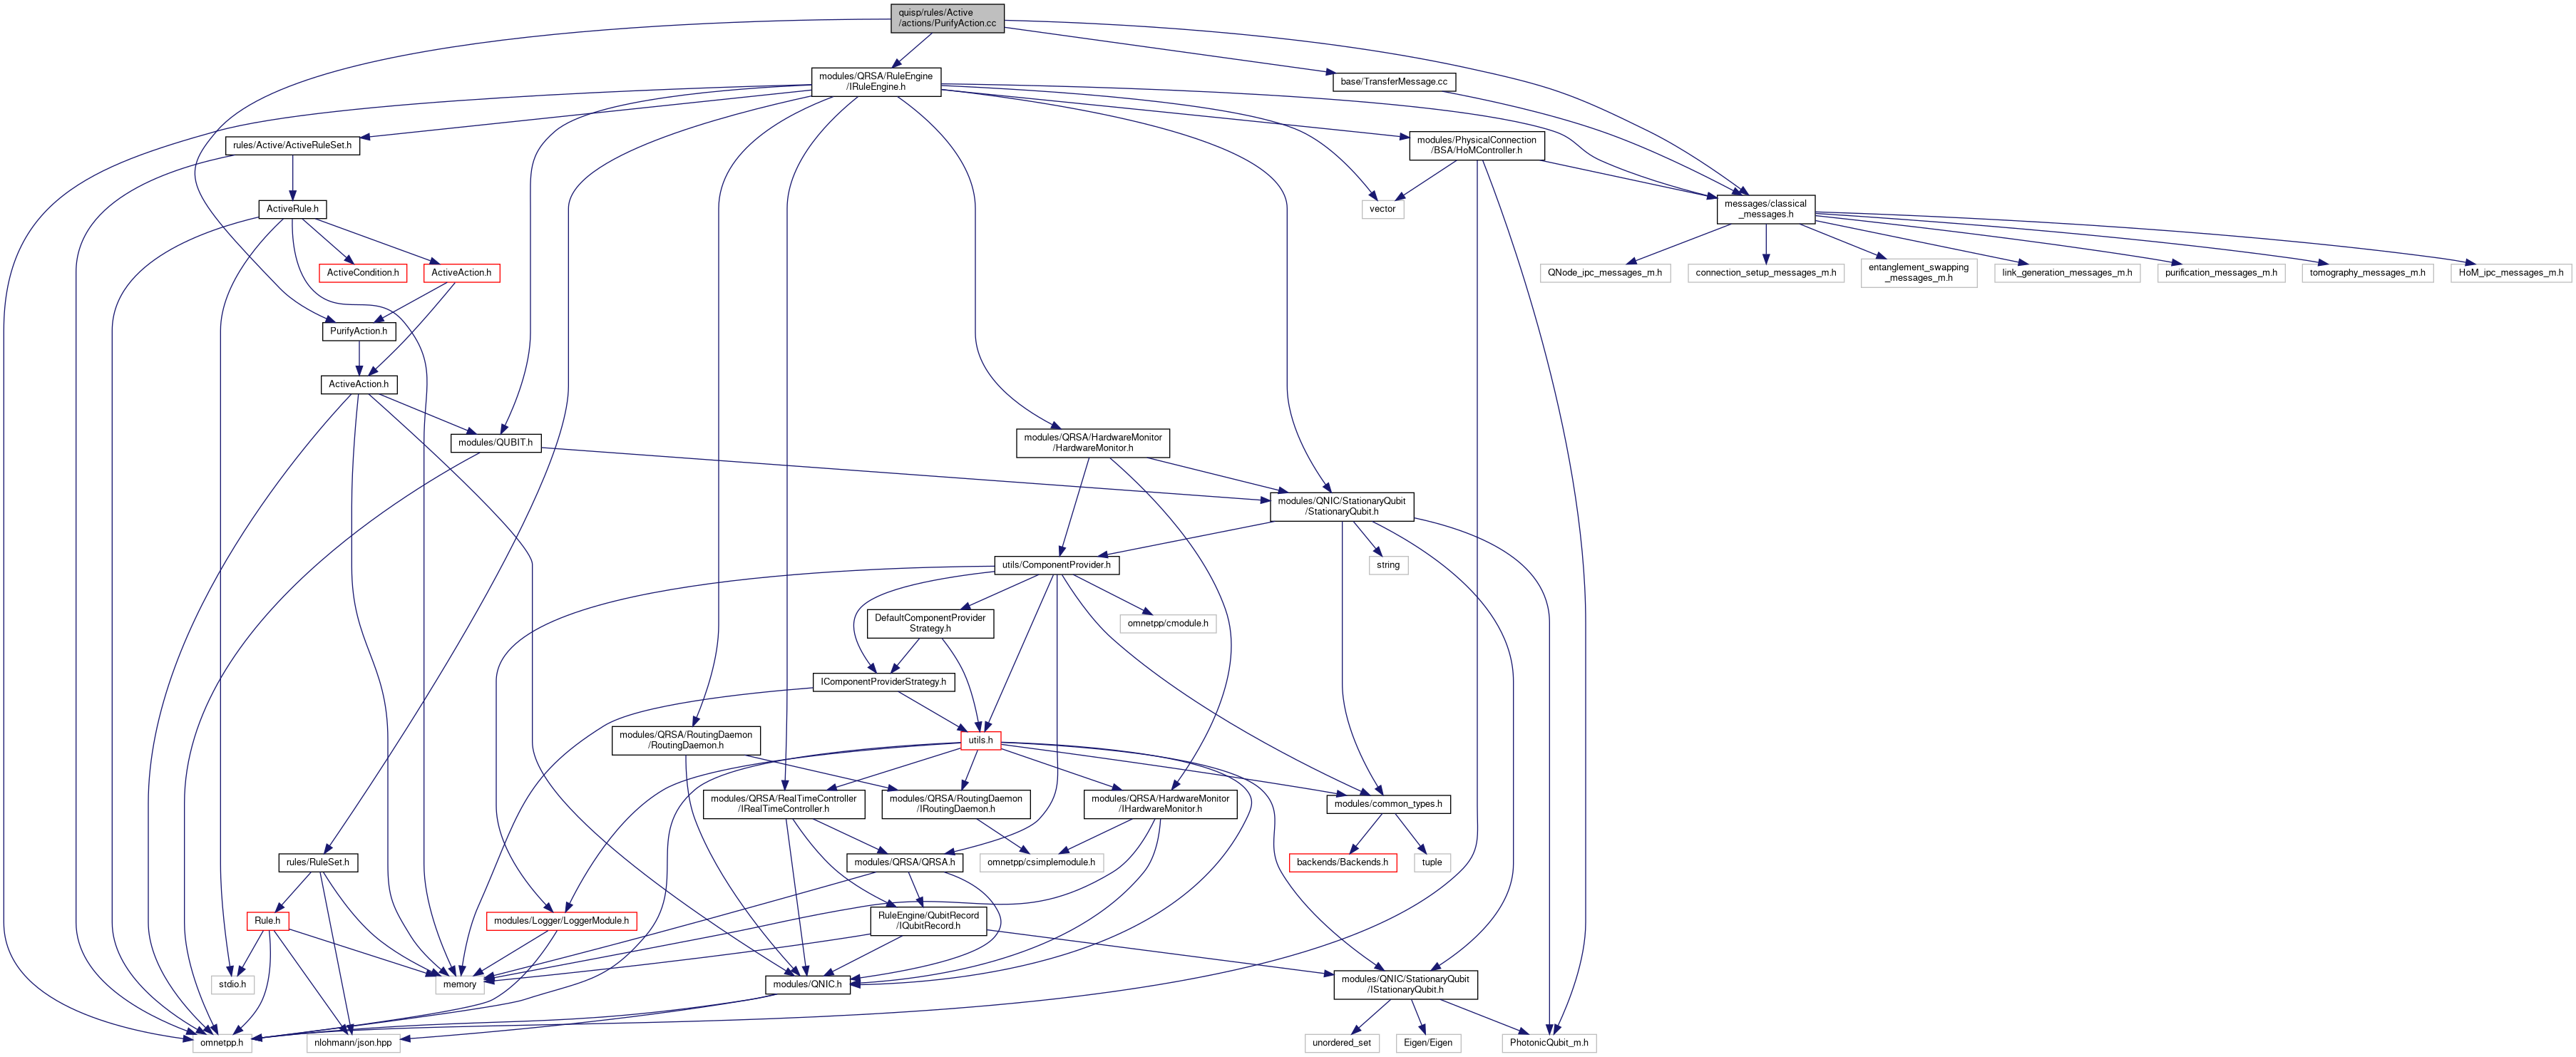 quisp/rules/Active
/actions/PurifyAction.cc
modules/QRSA/RuleEngine
/IRuleEngine.h
base/TransferMessage.cc
rules/Active/ActiveRuleSet.h
modules/PhysicalConnection
/BSA/HoMController.h
ActiveRule.h
vector
messages/classical
_messages.h
ActiveCondition.h
ActiveAction.h
QNode_ipc_messages_m.h
connection_setup_messages_m.h
entanglement_swapping
_messages_m.h
link_generation_messages_m.h
purification_messages_m.h
tomography_messages_m.h
HoM_ipc_messages_m.h
PurifyAction.h
ActiveAction.h
modules/QUBIT.h
modules/QRSA/HardwareMonitor
/HardwareMonitor.h
modules/QNIC/StationaryQubit
/StationaryQubit.h
utils/ComponentProvider.h
string
DefaultComponentProvider
Strategy.h
omnetpp/cmodule.h
IComponentProviderStrategy.h
modules/QRSA/RoutingDaemon
/RoutingDaemon.h
utils.h
modules/QRSA/RealTimeController
/IRealTimeController.h
modules/QRSA/RoutingDaemon
/IRoutingDaemon.h
modules/QRSA/HardwareMonitor
/IHardwareMonitor.h
modules/common_types.h
rules/RuleSet.h
modules/QRSA/QRSA.h
omnetpp/csimplemodule.h
backends/Backends.h
tuple
Rule.h
modules/Logger/LoggerModule.h
RuleEngine/QubitRecord
/IQubitRecord.h
stdio.h
memory
modules/QNIC.h
modules/QNIC/StationaryQubit
/IStationaryQubit.h
omnetpp.h
nlohmann/json.hpp
unordered_set
Eigen/Eigen
PhotonicQubit_m.h